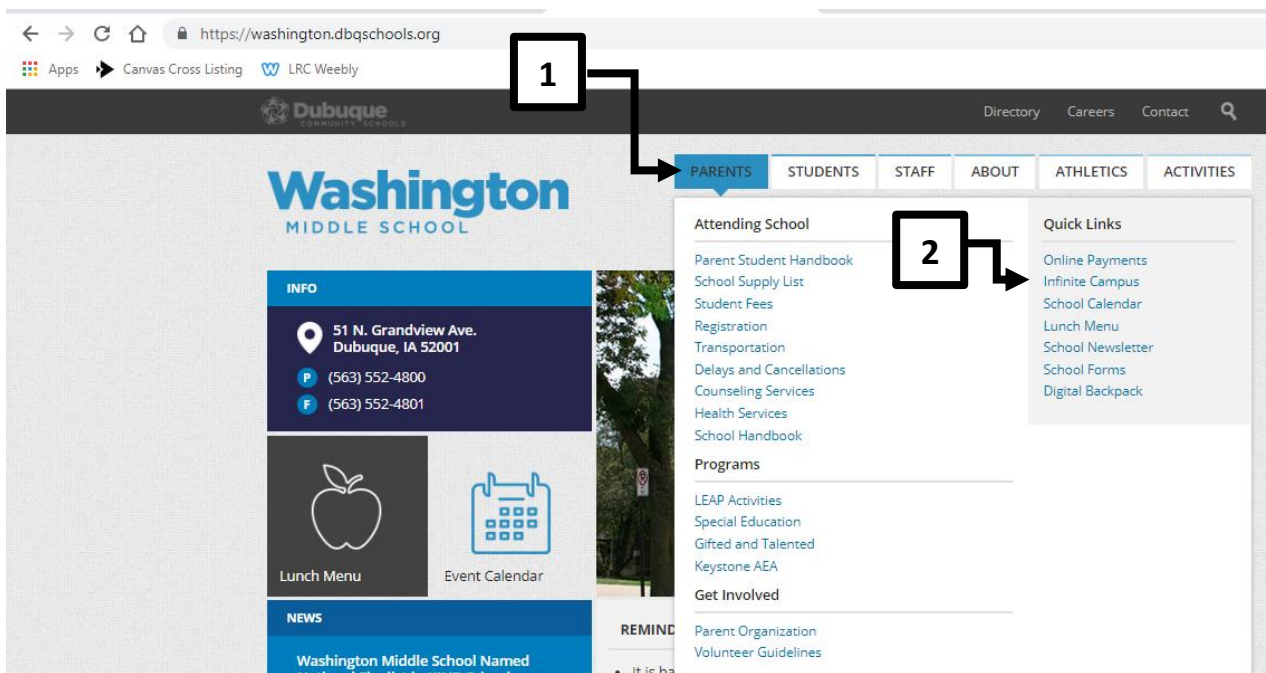 https://washington.dbqschools.org
Apps
Canvas Cross Listing
LRC Weebly
1
Dubuque
COMMUNITY SCHOOLS
Directory Careers Contact
Washington
MIDDLE SCHOOL
PARENTS STUDENTS STAFF ABOUT ATHLETICS ACTIVITIES
Attending School
Parent Student Handbook
School Supply List
Student Fees
Registration
Transportation
Delays and Cancellations
Counseling Services
Health Services
School Handbook
Programs
LEAP Activities
Special Education
Gifted and Talented
Keystone AEA
Get Involved
Parent Organization
Volunteer Guidelines
2
Quick Links
Online Payments
Infinite Campus
School Calendar
Lunch Menu
School Newsletter
School Forms
Digital Backpack
INFO
51 N. Grandview Ave.
Dubuque, IA 52001
P (563) 552-4800
F (563) 552-4801
Lunch Menu
Event Calendar
NEWS
Washington Middle School Named
REMIND
It is ba